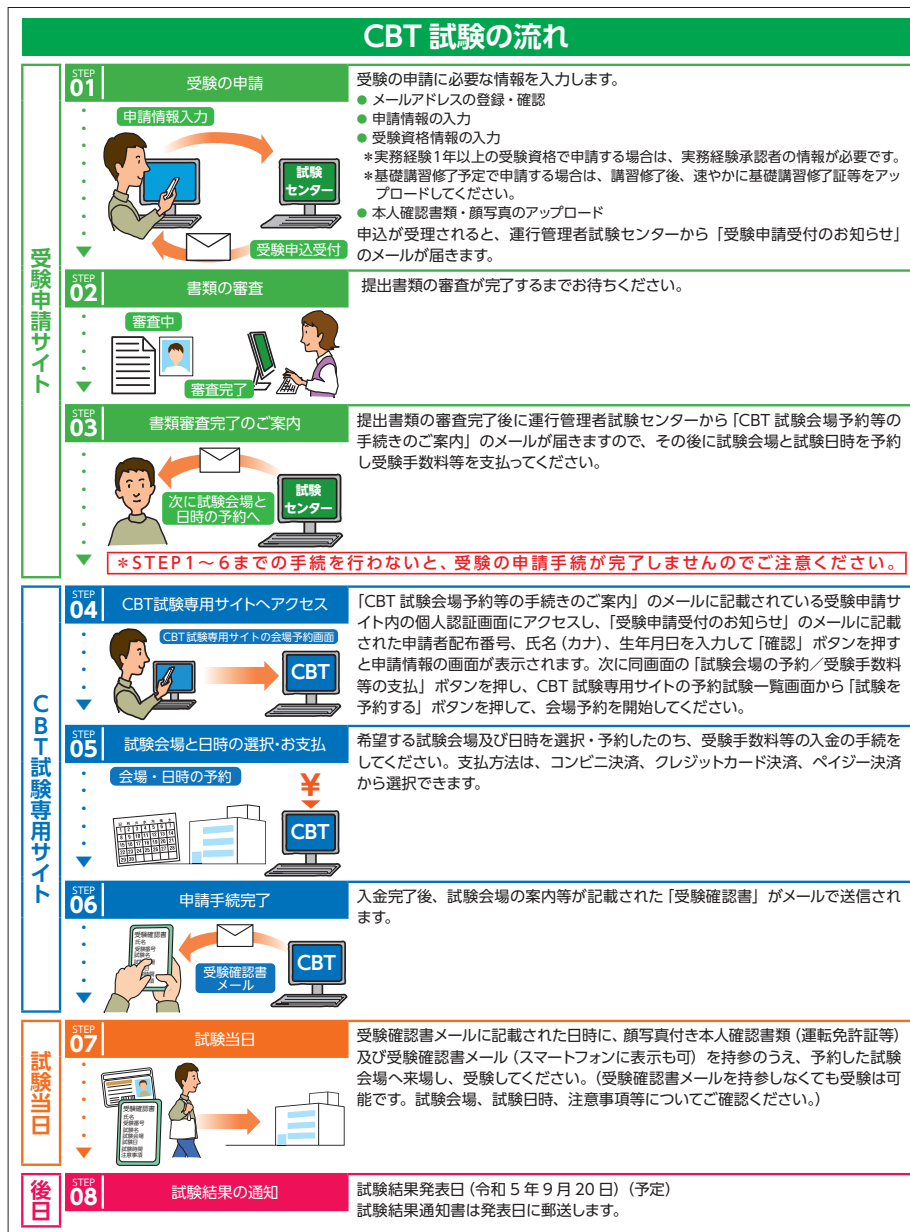 CBT 試験の流れ
受験申請サイト
STEP
01
受験の申請
申請情報入力
試験
センター
受験申込受付
受験の申請に必要な情報を入力します。
● メールアドレスの登録・確認
● 申請情報の入力
● 受験資格情報の入力
＊実務経験1年以上の受験資格で申請する場合は、実務経験承認者の情報が必要です。
＊基礎講習修了予定で申請する場合は、講習修了後、速やかに基礎講習修了証等をアッ
プロードしてください。
● 本人確認書類・顔写真のアップロード
申込が受理されると、運行管理者試験センターから「受験申請受付のお知らせ」
のメールが届きます。
STEP
02
書類の審査
審査中
審査完了
提出書類の審査が完了するまでお待ちください。
STEP
03
書類審査完了のご案内
次に試験会場と
日時の予約へ
試験
センター
提出書類の審査完了後に運行管理者試験センターから「CBT 試験会場予約等の
手続きのご案内」のメールが届きますので、その後に試験会場と試験日時を予約
し受験手数料等を支払ってください。
＊STEP1～6までの手続を行わないと、受験の申請手続が完了しませんのでご注意ください。
CBT試験専用サイト
STEP
04
CBT試験専用サイトへアクセス
CBT試験専用サイトの会場予約画面
CBT
「CBT 試験会場予約等の手続きのご案内」のメールに記載されている受験申請サ
イト内の個人認証画面にアクセスし、「受験申請受付のお知らせ」のメールに記載
された申請者配布番号、氏名（カナ）、生年月日を入力して「確認」ボタンを押す
と申請情報の画面が表示されます。次に同画面の「試験会場の予約／受験手数料
等の支払」ボタンを押し、CBT 試験専用サイトの予約試験一覧画面から「試験を
予約する」ボタンを押して、会場予約を開始してください。
STEP
05
試験会場と日時の選択・お支払
会場・日時の予約
¥
CBT
希望する試験会場及び日時を選択・予約したのち、受験手数料等の入金の手続を
してください。支払方法は、コンビニ決済、クレジットカード決済、ペイジー決済
から選択できます。
STEP
06
申請手続完了
受験確認書
氏名
受験番号
試験名
受験確認書
メール
CBT
入金完了後、試験会場の案内等が記載された「受験確認書」がメールで送信され
ます。
試験当日
STEP
07
試験当日
受験確認書
氏名
受験番号
試験名
試験会場
試験日
試験時間
注意事項
受験確認書メールに記載された日時に、顔写真付き本人確認書類（運転免許証等）
及び受験確認書メール（スマートフォンに表示も可）を持参のうえ、予約した試験
会場へ来場し、受験してください。（受験確認書メールを持参しなくても受験は可
能です。試験会場、試験日時、注意事項等についてご確認ください。）
後日
STEP
08
試験結果の通知
試験結果発表日（令和 5 年 9 月 20 日）（予定）
試験結果通知書は発表日に郵送します。